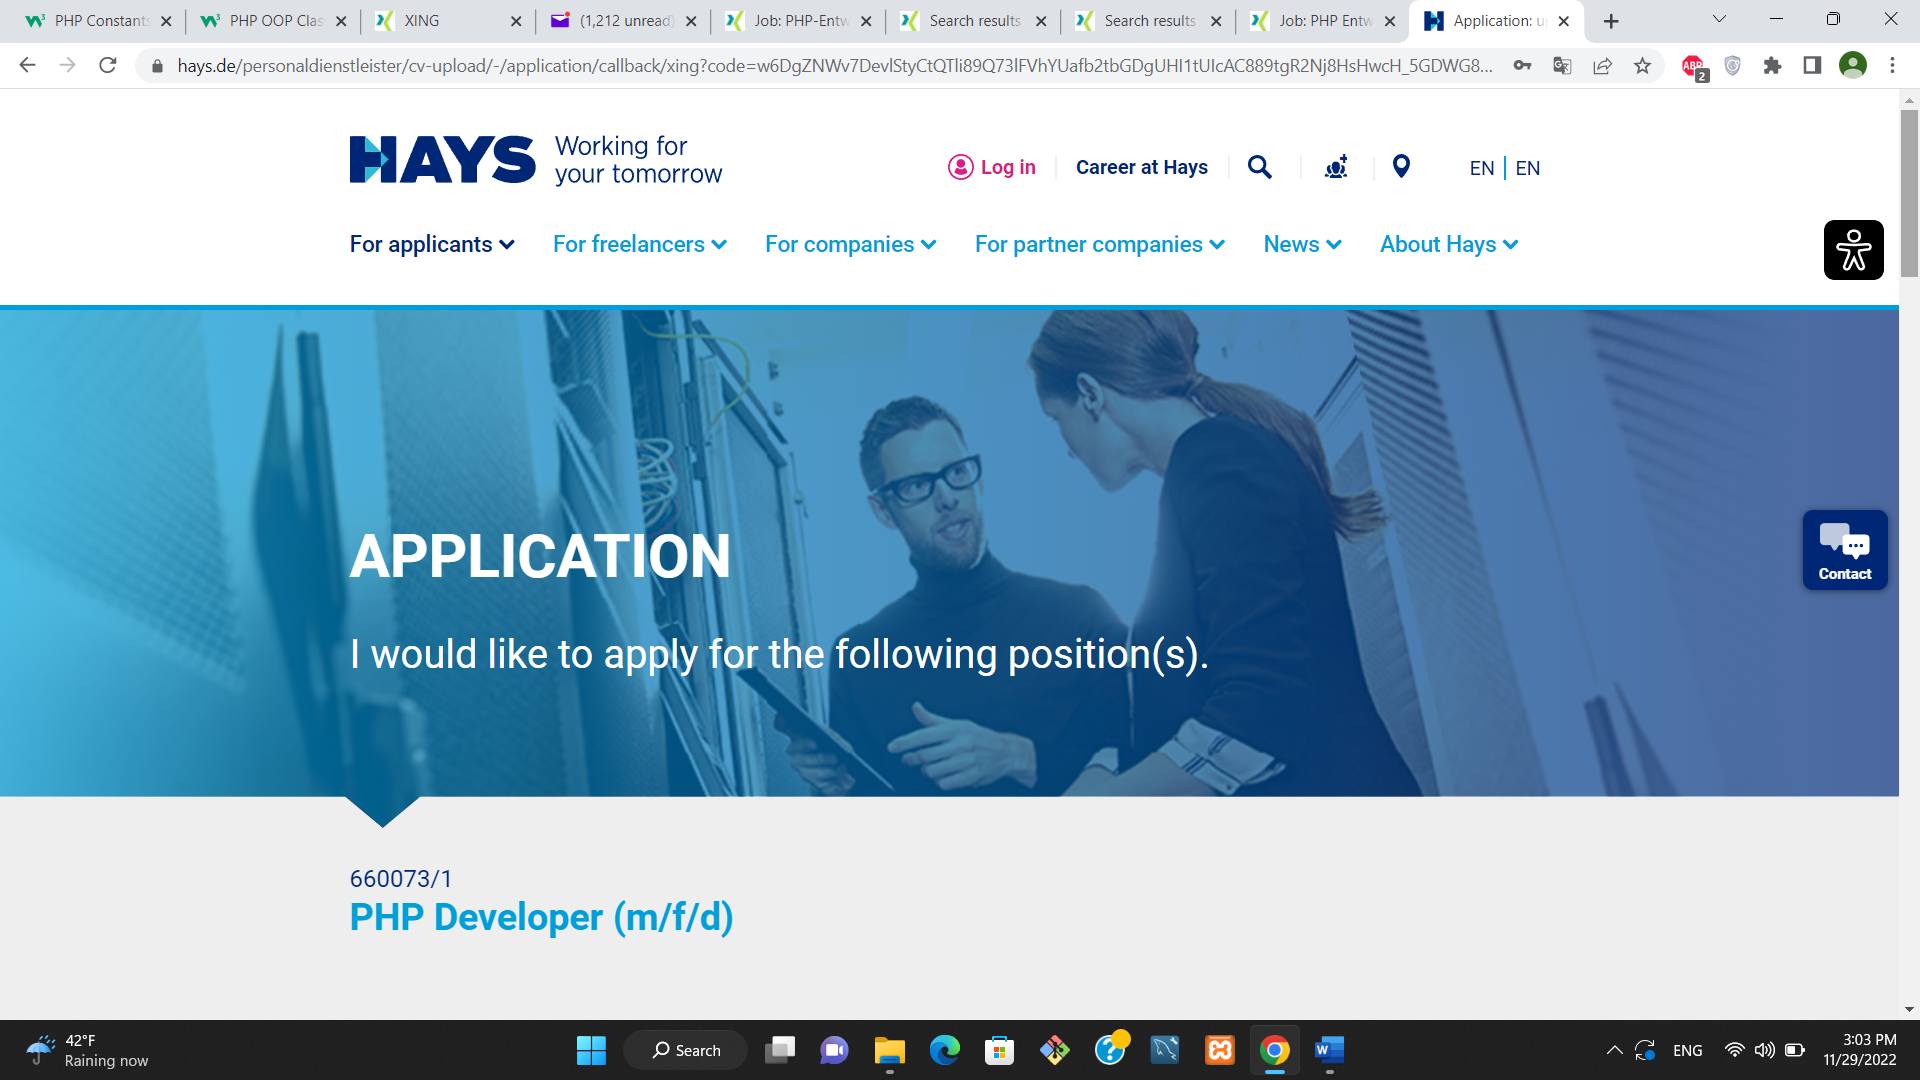 PHP Constants
PHP OOP Clas
XING
(1,212 unread)
Job: PHP-Entw
Search results
Search results
Job: PHP Entw
Application: u
hays.de/personaldienstleister/cv-upload/-/application/callback/xing?code=
ABP
2
HAYS
Working for
your tomorrow
Log in
Career at Hays
EN | EN
For applicants
For freelancers
For companies
For partner companies
News
About Hays
APPLICATION
I would like to apply for the following position(s).
Contact
660073/1
PHP Developer (m/f/d)
42°F
Raining now
Search
ENG
3:03 PM
11/29/2022